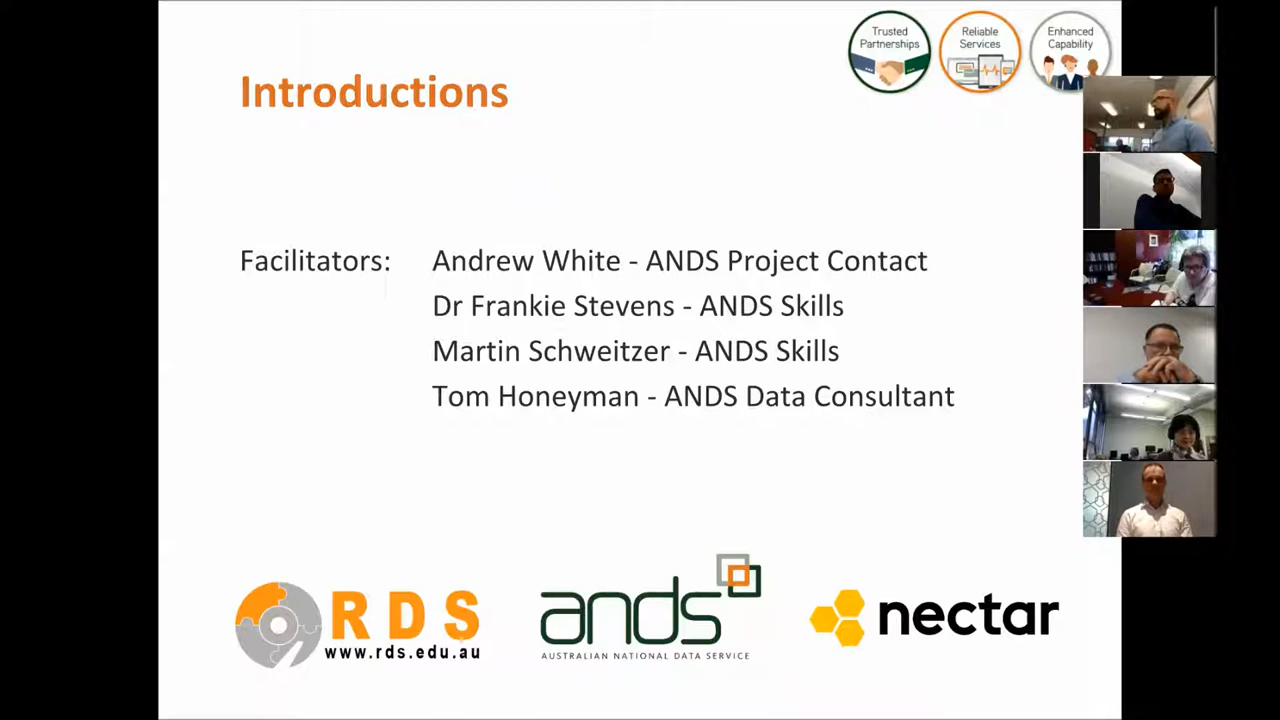 Trusted
Partnerships
Reliable
Services
Enhanced
Capability
Introductions
Facilitators: Andrew White - ANDS Project Contact
Dr Frankie Stevens - ANDS Skills
Martin Schweitzer - ANDS Skills
Tom Honeyman - ANDS Data Consultant
RDS
www.rds.edu.au
ands
AUSTRALIAN NATIONAL DATA SERVICE
nectar